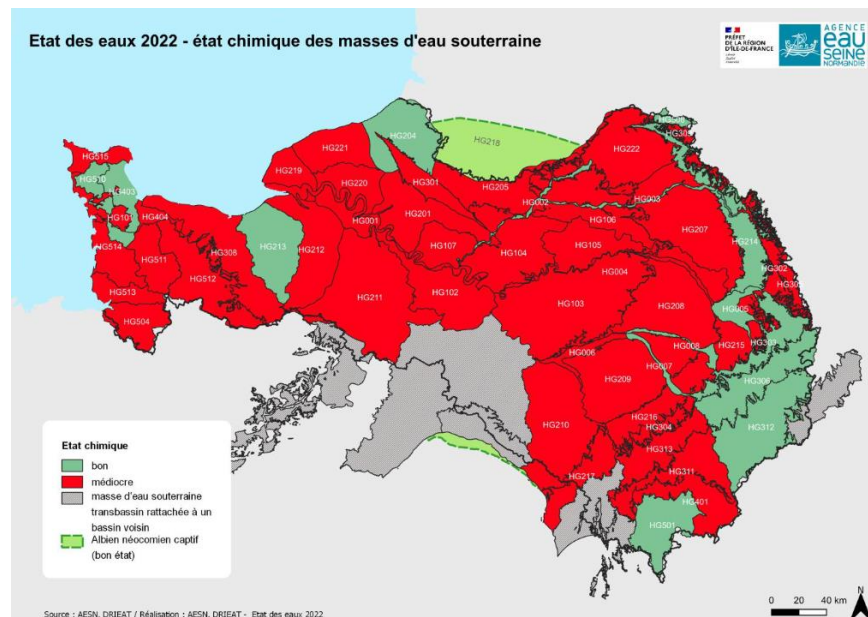 Etat des eaux 2022 - état chimique des masses d'eau souterraine
PRÉFET
DE LA RÉGION
D'ÎLE-DE-FRANCE
AGENCE
eau
SEINE
NORMANDIE
HG218
HG204
HG222
HG221
HG515
HG510
HG403
HG219
HG220
HG301
HG205
HG002
HG003
HG101
HG404
HG001
HG201
HG106
HG207
HG214
HG213
HG212
HG107
HG104
HG105
HG514
HG511
HG308
HG512
HG004
HG302
HG513
HG211
HG102
HG103
HG208
HG005
HG504
HG006
HG008
HG215
HG303
HG007
HG209
HG306
HG210
HG216
HG304
HG312
HG313
HG217
HG311
HG401
HG501
Etat chimique
bon
médiocre
masse d'eau souterraine
transbassin rattachée à un
bassin voisin
Albien néocomien captif
(bon état)
N
0 20 40 km
Source : AESN, DRIEAT / Réalisation : AESN, DRIEAT - Etat des eaux 2022